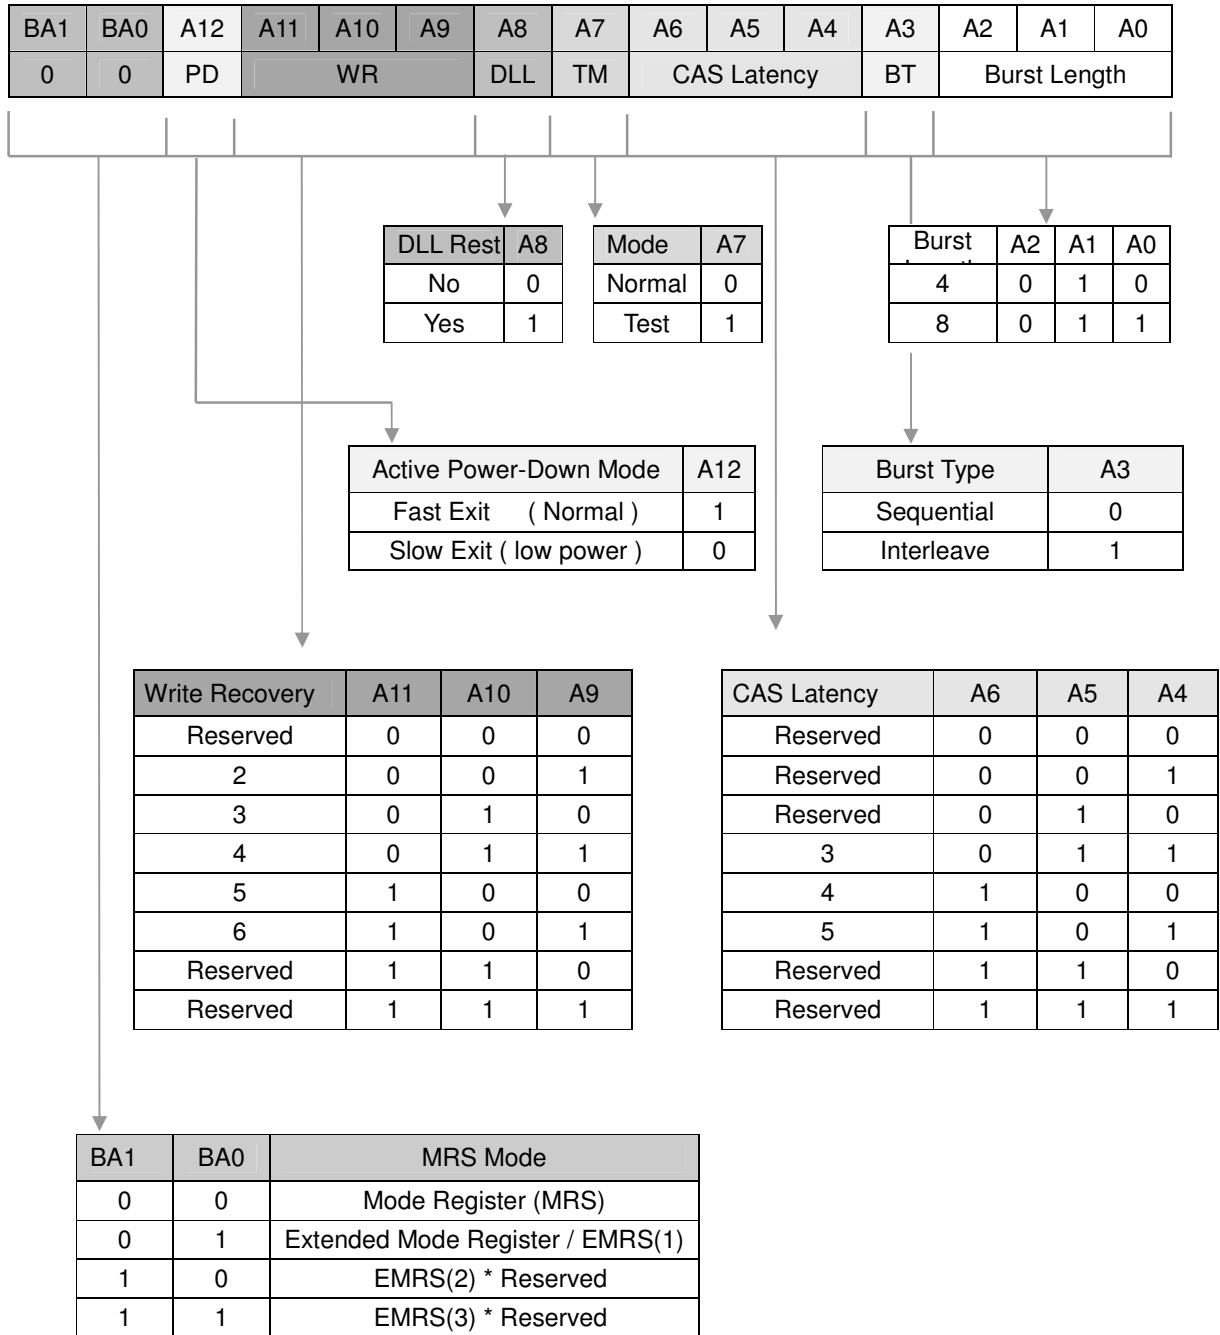 BA1 BA0 A12 A11 A10 A9 A8 A7 A6 A5 A4 A3 A2 A1 A0
0 0 PD WR DLL TM CAS Latency BT Burst Length
DLL Rest A8
No 0
Yes 1
Mode A7
Normal 0
Test 1
Burst A2 A1 A0
4 0 1 0
8 0 1 1
Active Power-Down Mode A12
Fast Exit ( Normal ) 1
Slow Exit ( low power ) 0
Burst Type A3
Sequential 0
Interleave 1
Write Recovery A11 A10 A9
Reserved 0 0 0
2 0 0 1
3 0 1 0
4 0 1 1
5 1 0 0
6 1 0 1
Reserved 1 1 0
Reserved 1 1 1
CAS Latency A6 A5 A4
Reserved 0 0 0
Reserved 0 0 1
Reserved 0 1 0
3 0 1 1
4 1 0 0
5 1 0 1
Reserved 1 1 0
Reserved 1 1 1
BA1 BA0 MRS Mode
0 0 Mode Register (MRS)
0 1 Extended Mode Register / EMRS(1)
1 0 EMRS(2) * Reserved
1 1 EMRS(3) * Reserved